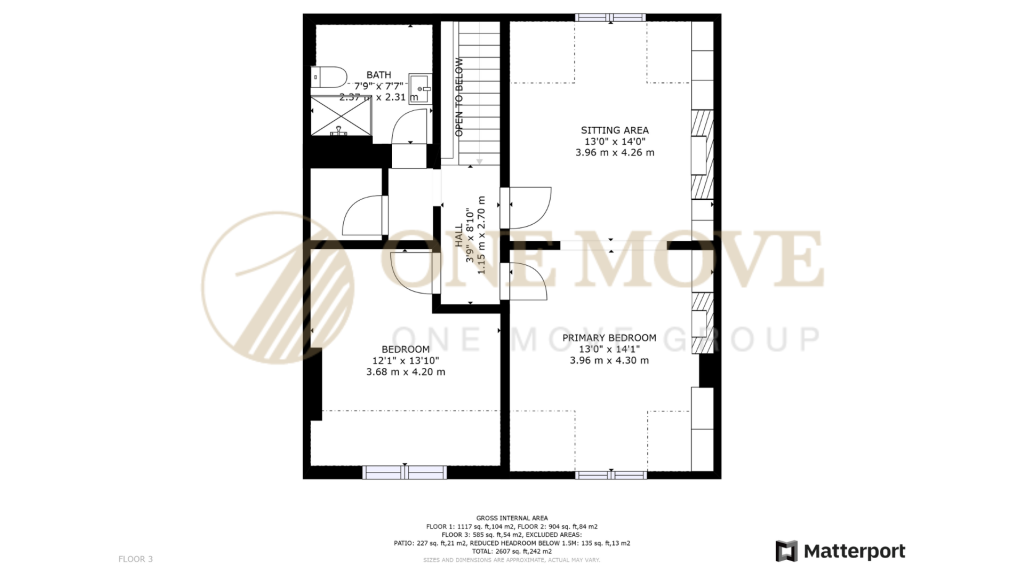 BATH
7'9" x 7'7"
2.37 m x 2.31 m
OPEN TO BELOW
SITTING AREA
13'0" x 14'0"
3.96 m x 4.26 m
HALL
3'9" x 8'10"
1.15 m x 2.70 m
ONE MOVE
ONE MOVE GROUP
BEDROOM
12'1" x 13'10"
3.68 m x 4.20 m
PRIMARY BEDROOM
13'0" x 14'1"
3.96 m x 4.30 m
GROSS INTERNAL AREA
FLOOR 1: 1117 sq. ft,104 m2, FLOOR 2: 904 sq. ft,84 m2
FLOOR 3: 585 sq. ft,54 m2, EXCLUDED AREAS:
PATIO: 227 sq. ft,21 m2, REDUCED HEADROOM BELOW 1.5M: 135 sq. ft,13 m2
TOTAL: 2607 sq. ft,242 m2
SIZES AND DIMENSIONS ARE APPROXIMATE, ACTUAL MAY VARY.
FLOOR 3
Matterport